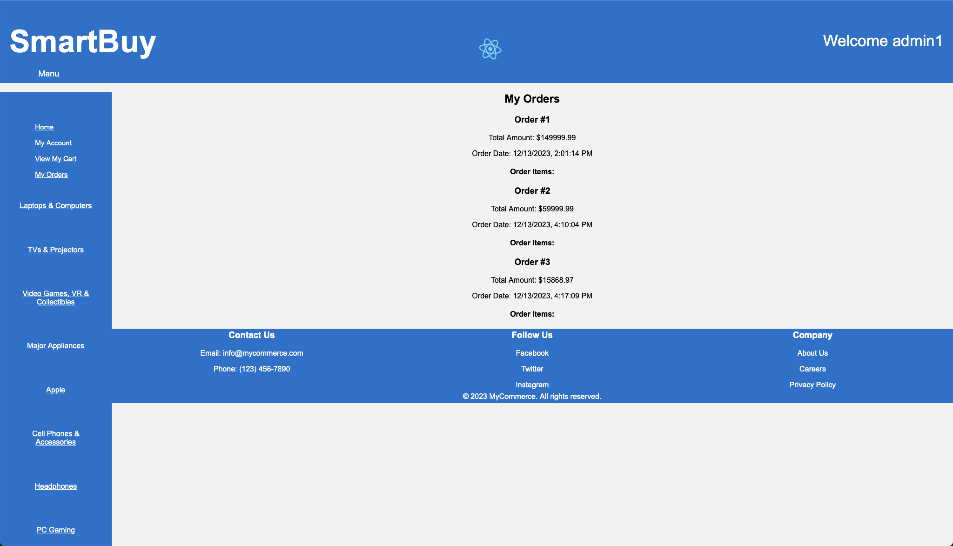 SmartBuy
Welcome admin1
Menu
Home
My Account
View My Cart
My Orders
Laptops & Computers
TVs & Projectors
Video Games, VR &
Collectibles
Major Appliances
Apple
Cell Phones &
Accessories
Headphones
PC Gaming
My Orders
Order #1
Total Amount: $149999.99
Order Date: 12/13/2023, 2:01:14 PM
Order Items:
Order #2
Total Amount: $59999.99
Order Date: 12/13/2023, 4:10:04 PM
Order Items:
Order #3
Total Amount: $15868.97
Order Date: 12/13/2023, 4:17:09 PM
Order Items:
Contact Us
Email: info@mycommerce.com
Phone: (123) 456-7890
Follow Us
Facebook
Twitter
Instagram
Company
About Us
Careers
Privacy Policy
© 2023 MyCommerce. All rights reserved.